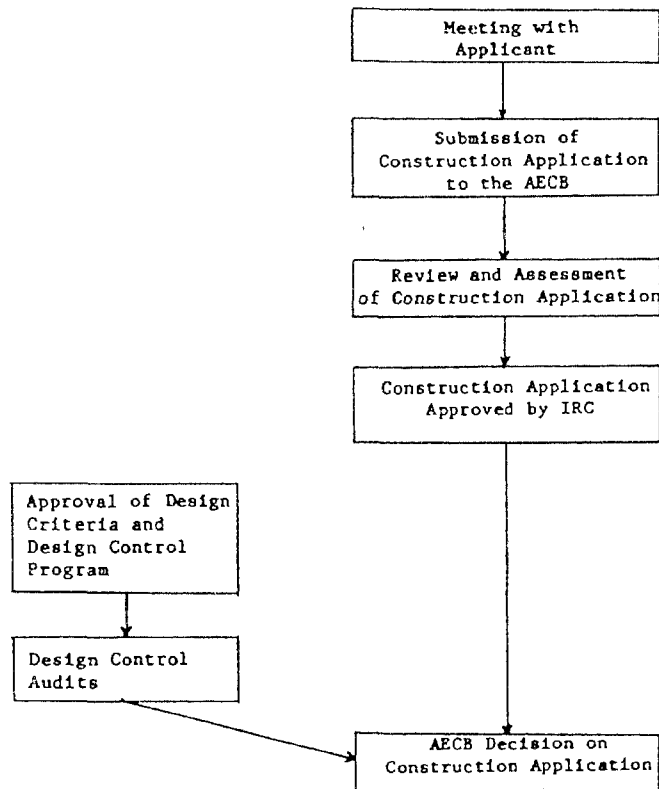 Meeting with
Applicant
Submission of
Construction Application
to the AECB
Review and Assessment
of Construction Application
Construction Application
Approved by IRC
Approval of Design
Criteria and
Design Control
Program
Design Control
Audits
AECB Decision on
Construction Application